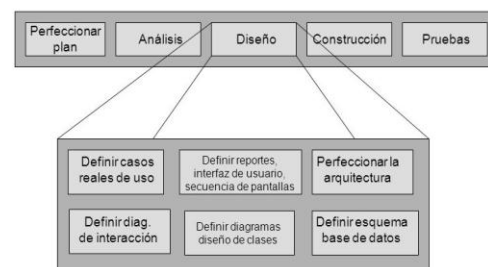 Perfeccionar
plan
Análisis
Diseño
Construcción
Pruebas
Definir casos
reales de uso
Definir reportes,
interfaz de usuario,
secuencia de pantallas
Perfeccionar la
arquitectura
Definir diag.
de interacción
Definir diagramas
diseño de clases
Definir esquema
base de datos